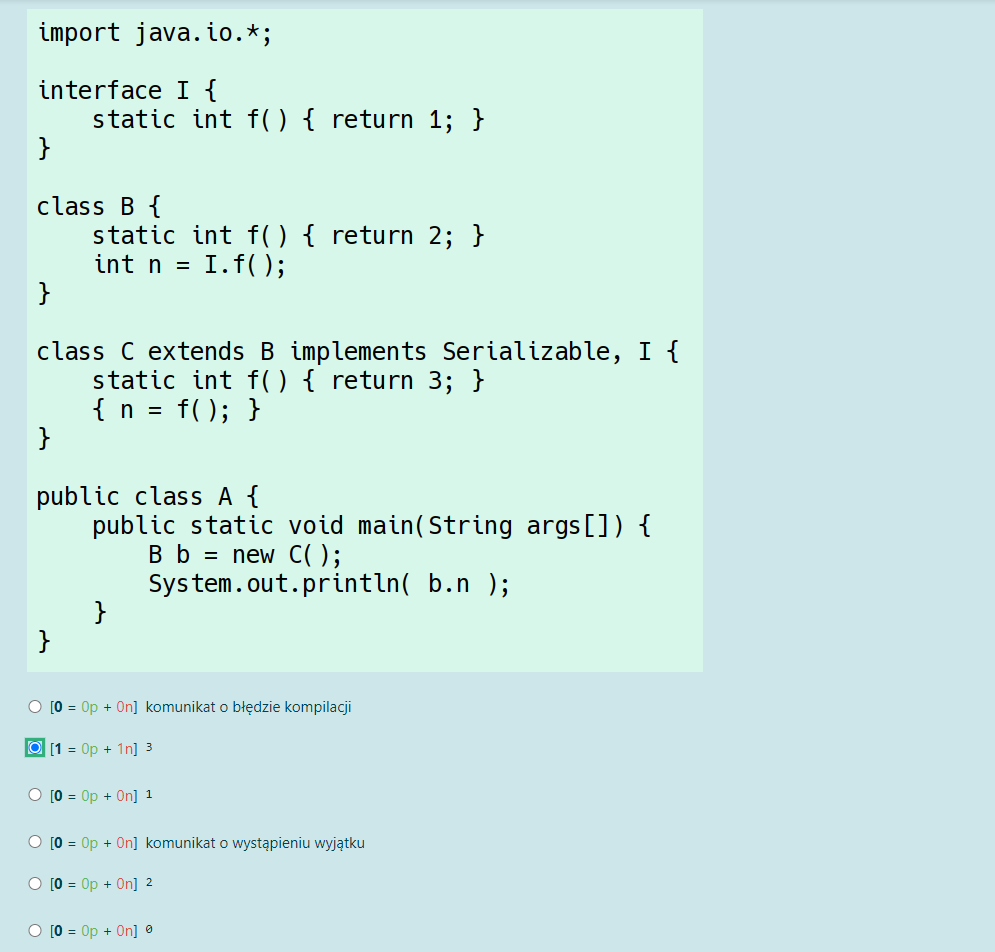 import java.io.*;
interface I {
static int f() { return 1; }
}
class B {
static int f() { return 2; }
int n = I.f();
}
class C extends B implements Serializable, I {
static int f() { return 3; }
{ n = f(); }
}
public class A {
public static void main(String args[]) {
B b = new C();
System.out.println( b.n );
}
}
[0 = 0p + 0n] komunikat o błędzie kompilacji
[1 = 0p + 1n] 3
[0 = 0p + 0n] 1
[0 = 0p + 0n] komunikat o wystąpieniu wyjątku
[0 = 0p + 0n] 2
[0 = 0p + 0n] 0